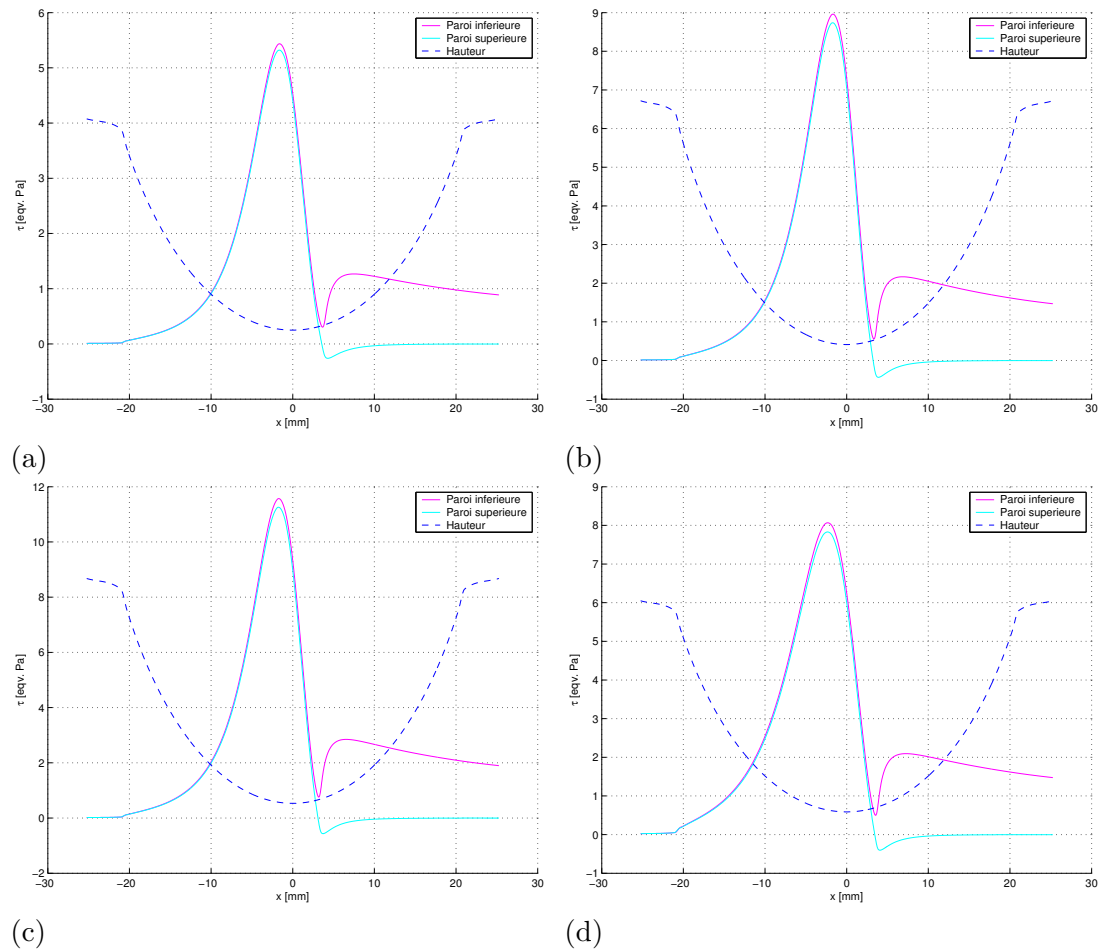 6
5
4
3
2
1
0
−1
τ [eqv. Pa]
−30 −20 −10 0 10 20 30
x [mm]
Paroi inferieure
Paroi superieure
Hauteur
(a)
9
8
7
6
5
4
3
2
1
0
−1
τ [eqv. Pa]
−30 −20 −10 0 10 20 30
x [mm]
Paroi inferieure
Paroi superieure
Hauteur
(b)
12
10
8
6
4
2
0
−2
τ [eqv. Pa]
−30 −20 −10 0 10 20 30
x [mm]
Paroi inferieure
Paroi superieure
Hauteur
(c)
9
8
7
6
5
4
3
2
1
0
−1
τ [eqv. Pa]
−30 −20 −10 0 10 20 30
x [mm]
Paroi inferieure
Paroi superieure
Hauteur
(d)